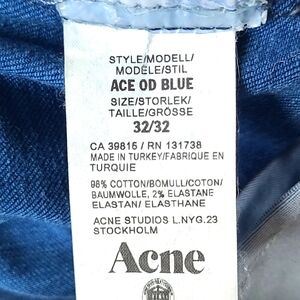 STYLE/MODELL/
MODÈLE/STIL
ACE OD BLUE
SIZE/STORLEK/
TAILLE/GRÖSSE
32/32
CA 39815 / RN 131738
MADE IN TURKEY/FABRIQUÉ EN
TURQUIE
98% COTTON/BOMULL/COTON/
BAUMWOLLE, 2% ELASTANE
ELASTAN/ ELASTHANE
ACNE STUDIOS L.NYG.23
STOCKHOLM
Acne